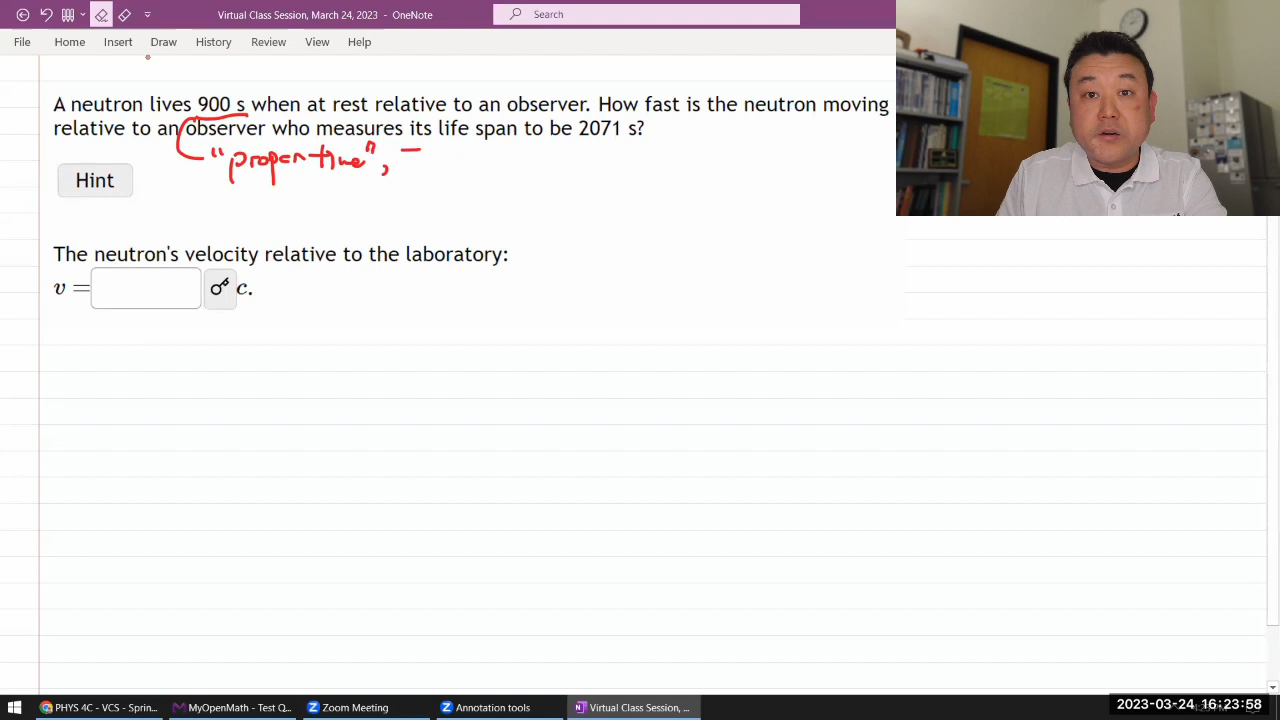 Virtual Class Session, March 24, 2023 - OneNote
Search
File Home Insert Draw History Review View Help
A neutron lives 900 s when at rest relative to an observer. How fast is the neutron moving
relative to an observer who measures its life span to be 2071 s?
"proper time",
Hint
The neutron's velocity relative to the laboratory:
v = c.
PHYS 4C - VCS - Sprin... MyOpenMath - Test Q... Zoom Meeting Annotation tools Virtual Class Session, ...
2023-03-24 16:23:58